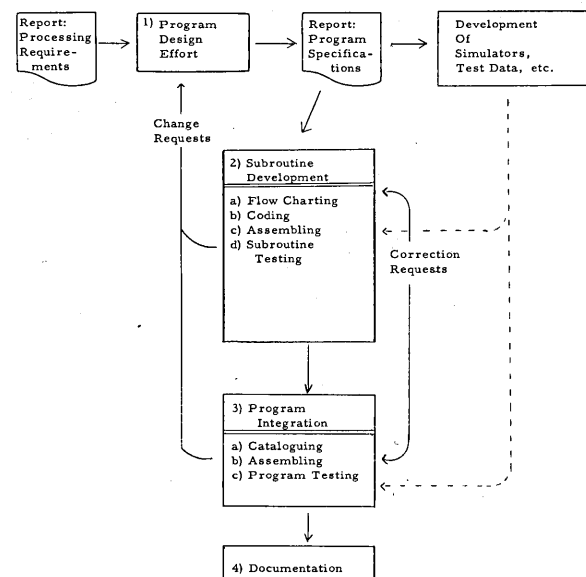 Report:
Processing
Require-
ments
1) Program
Design
Effort
Report:
Program
Specifica-
tions
Development
Of
Simulators,
Test Data, etc.
Change
Requests
2) Subroutine
Development
a) Flow Charting
b) Coding
c) Assembling
d) Subroutine
Testing
Correction
Requests
3) Program
Integration
a) Cataloguing
b) Assembling
c) Program Testing
4) Documentation